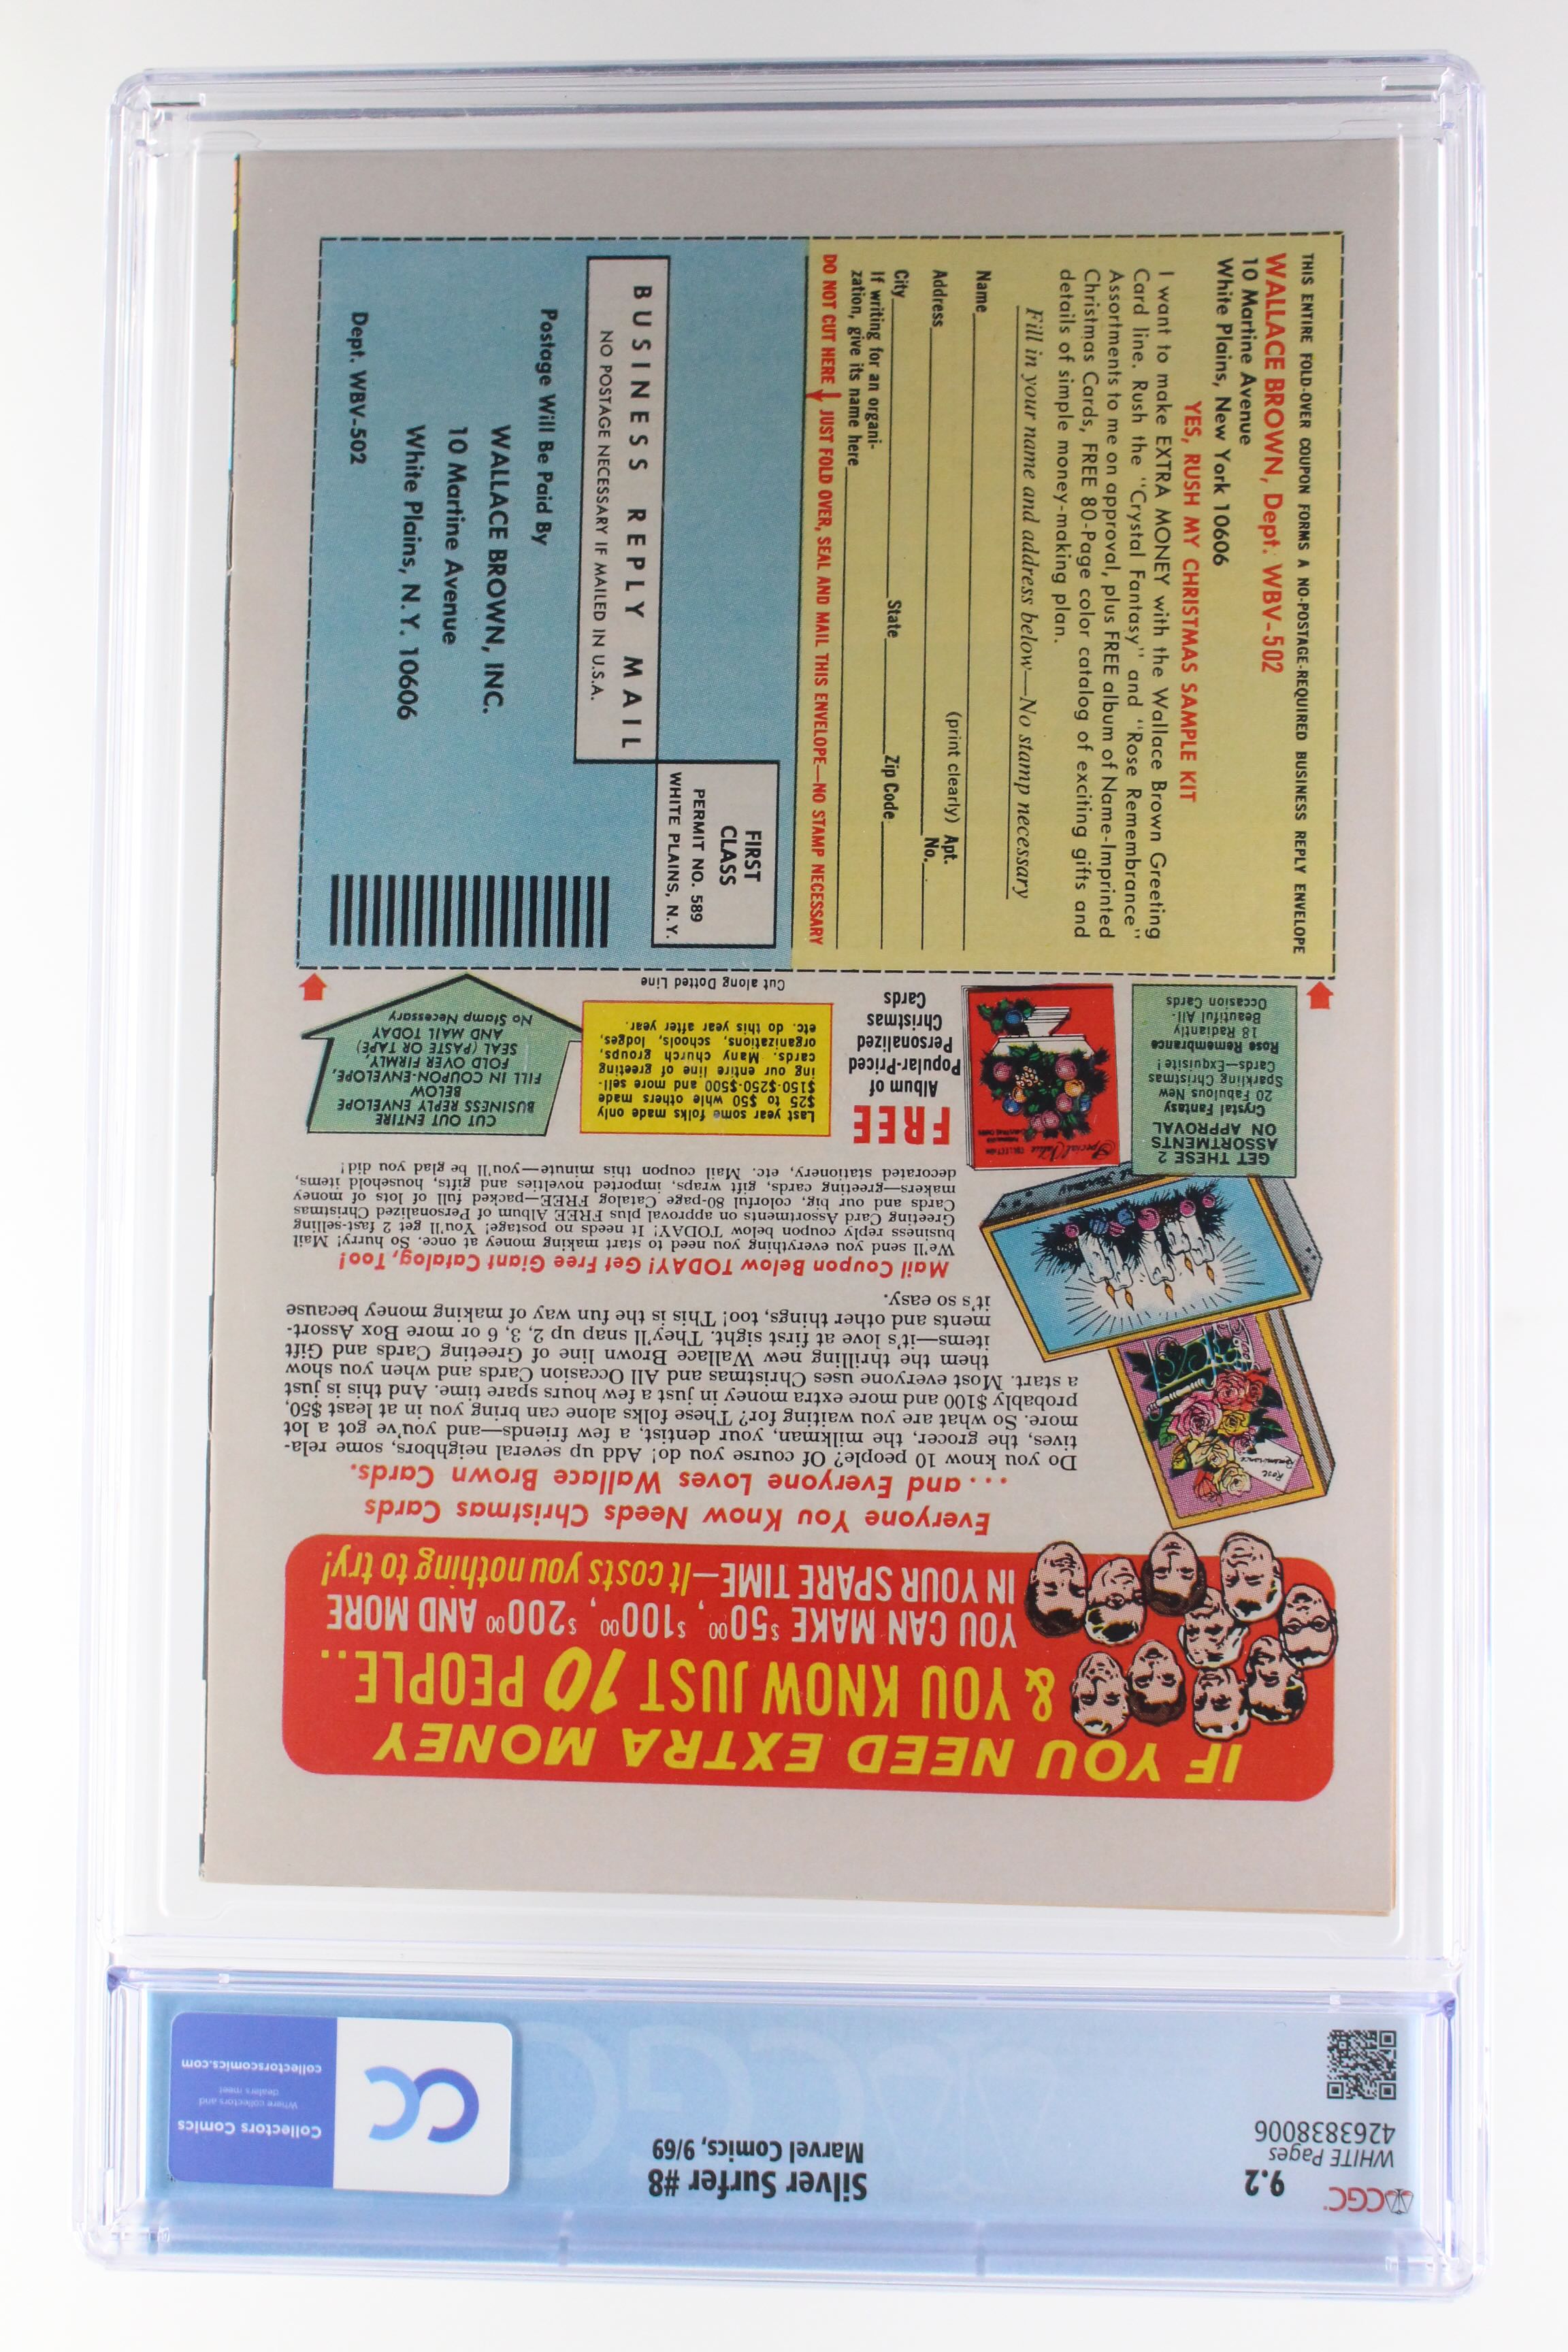 CGC
9.2
WHITE Pages
4263838006
Silver Surfer #8
Marvel Comics, 9/69
CC
Collectors Comics
Where collectors and
dealers meet
collectorscomics.com
IF YOU NEED EXTRA MONEY
& YOU KNOW JUST 10 PEOPLE..
YOU CAN MAKE $50.00, $100.00, $200.00 AND MORE
IN YOUR SPARE TIME—It costs you nothing to try!
Everyone You Know Needs Christmas Cards
. . . and Everyone Loves Wallace Brown Cards.
Do you know 10 people? Of course you do! Add up several neighbors, some rela-
tives, the grocer, the milkman, your dentist, a few friends—and you've got a lot
more. So what are you waiting for? These folks alone can bring you in at least $50,
probably $100 and more extra money in just a few hours spare time. And this is just
a start. Most everyone uses Christmas and All Occasion Cards and when you show
them the thrilling new Wallace Brown line of Greeting Cards and Gift
items—it's love at first sight. They'll snap up 2, 3, 6 or more Box Assort-
ments and other things, too! This is the fun way of making money because
it's so easy.
Rose
Remembrance
Mail Coupon Below TODAY! Get Free Giant Catalog, Too!
We'll send you everything you need to start making money at once. So hurry! Mail
business reply coupon below TODAY! It needs no postage! You'll get 2 fast-selling
Greeting Card Assortments on approval plus FREE Album of Personalized Christmas
Cards and our big, colorful 80-page Catalog FREE—packed full of lots of money
makers—greeting cards, gift wraps, imported novelties and gifts, household items,
decorated stationery, etc. Mail coupon this minute—you'll be glad you did!
GET THESE 2
ASSORTMENTS
ON APPROVAL
Crystal Fantasy
20 Fabulous New
Sparkling Christmas
Cards—Exquisite!
Rose Remembrance
18 Radiantly
Beautiful All-
Occasion Cards
Special Value
FREE
Album of
Popular-Priced
Personalized
Christmas
Cards
Last year some folks made only
$25 to $50 while others made
$150-$250-$500 and more sell-
ing our entire line of greeting
cards. Many church groups,
organizations, schools, lodges,
etc. do this year after year.
CUT OUT ENTIRE
BUSINESS REPLY ENVELOPE
BELOW
FILL IN COUPON-ENVELOPE,
FOLD OVER FIRMLY,
SEAL (PASTE OR TAPE)
AND MAIL TODAY
No Stamp Necessary
Cut along Dotted Line
THIS ENTIRE FOLD-OVER COUPON FORMS A NO-POSTAGE-REQUIRED BUSINESS REPLY ENVELOPE
WALLACE BROWN, Dept. WBV-502
10 Martine Avenue
White Plains, New York 10606
YES, RUSH MY CHRISTMAS SAMPLE KIT
I want to make EXTRA MONEY with the Wallace Brown Greeting
Card line. Rush the "Crystal Fantasy" and "Rose Remembrance"
Assortments to me on approval, plus FREE album of Name-Imprinted
Christmas Cards, FREE 80-Page color catalog of exciting gifts and
details of simple money-making plan.
Fill in your name and address below—No stamp necessary
Name
(print clearly)
Address
Apt. No.
City
State
Zip Code
If writing for an organi-
zation, give its name here
DO NOT CUT HERE JUST FOLD OVER, SEAL AND MAIL THIS ENVELOPE—NO STAMP NECESSARY
FIRST
CLASS
PERMIT NO. 589
WHITE PLAINS, N.Y.
BUSINESS REPLY MAIL
NO POSTAGE NECESSARY IF MAILED IN U.S.A.
Postage Will Be Paid By
WALLACE BROWN, INC.
10 Martine Avenue
White Plains, N.Y. 10606
Dept. WBV-502